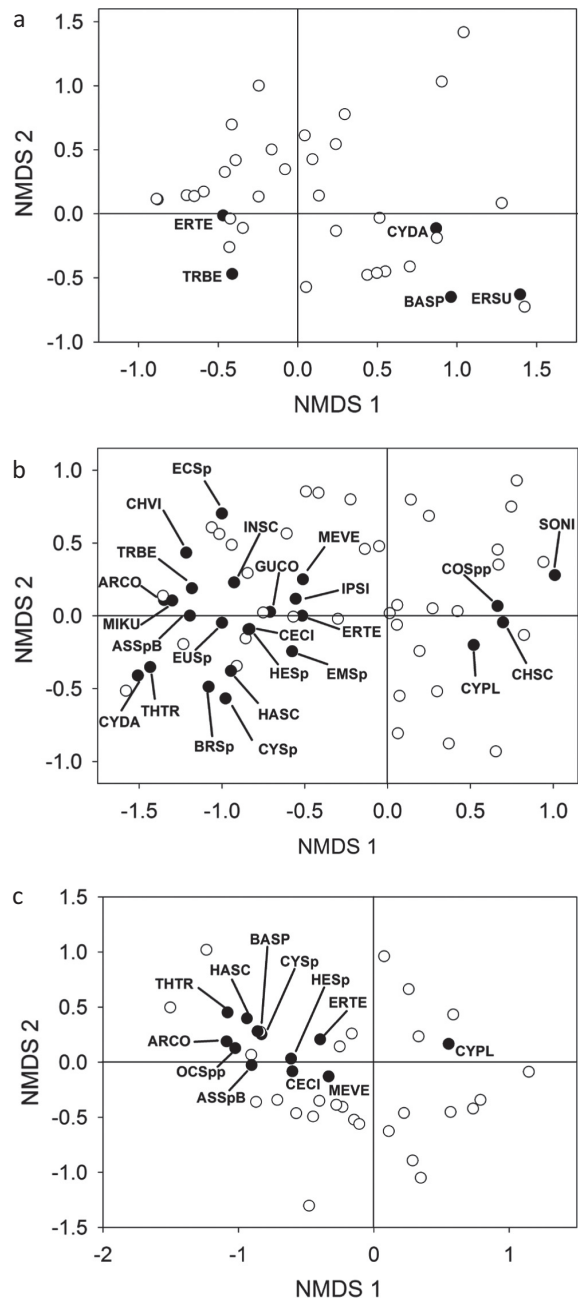 a
1.5
1.0
0.5
0.0
-0.5
-1.0
NMDS 2
ERTE
TRBE
CYDA
BASP
ERSU
-1.0 -0.5 0.0 0.5 1.0 1.5
NMDS 1
b
1.0
0.5
0.0
-0.5
-1.0
NMDS 2
ECSp
CHVI
INSC
MEVE
SONI
TRBE
GUCO
COSpp
ARCO
IPSI
MIKU
ERTE
ASSpB
CECI
EUSp
HESp
EMSp
CHSC
CYPL
CYDA
THTR
HASC
BRSp
CYSp
-1.5 -1.0 -0.5 0.0 0.5 1.0
NMDS 1
c
1.5
1.0
0.5
0.0
-0.5
-1.0
-1.5
NMDS 2
BASP
CYSp
HASC
HESp
THTR
ERTE
ARCO
CYPL
OCSpp
CECI
MEVE
ASSpB
-2 -1 0 1
NMDS 1